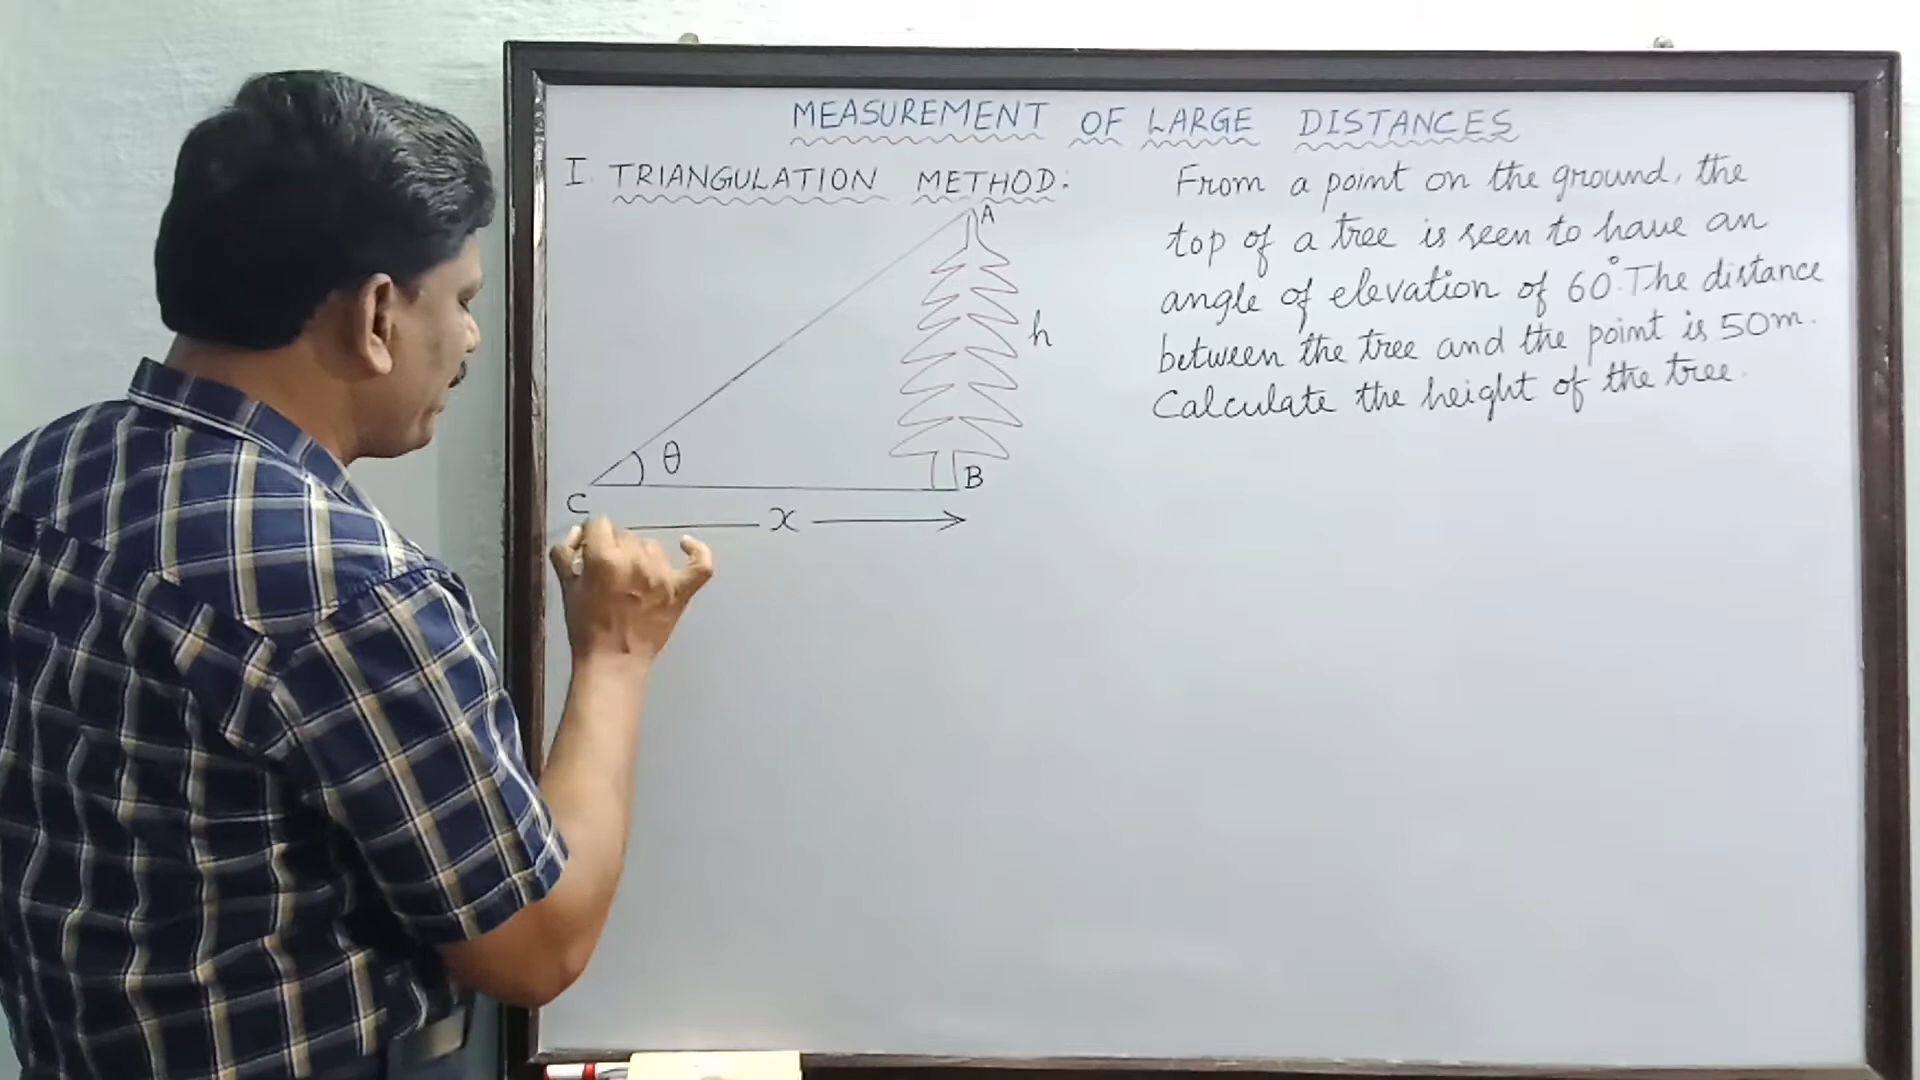 MEASUREMENT OF LARGE DISTANCES
I. TRIANGULATION METHOD:
A
h
θ
B
C
x
From a point on the ground, the
top of a tree is seen to have an
angle of elevation of 60°. The distance
between the tree and the point is 50m.
Calculate the height of the tree.